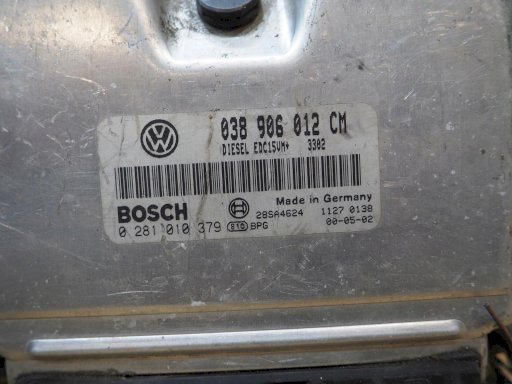 038 906 012 CM
DIESEL EDC15VM+ 3302
Made in Germany
BOSCH 28SA4624 1127 0138
0 281 010 379 810 BPG 00-05-02